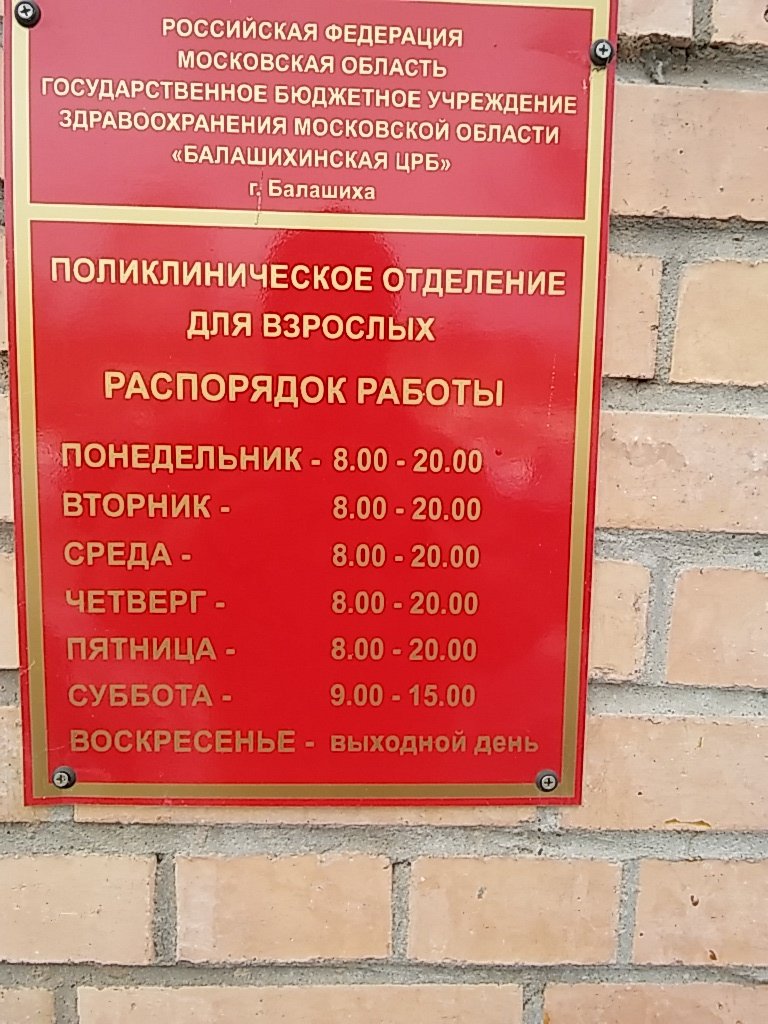 РОССИЙСКАЯ ФЕДЕРАЦИЯ
МОСКОВСКАЯ ОБЛАСТЬ
ГОСУДАРСТВЕННОЕ БЮДЖЕТНОЕ УЧРЕЖДЕНИЕ
ЗДРАВООХРАНЕНИЯ МОСКОВСКОЙ ОБЛАСТИ
«БАЛАШИХИНСКАЯ ЦРБ»
г. Балашиха
ПОЛИКЛИНИЧЕСКОЕ ОТДЕЛЕНИЕ
ДЛЯ ВЗРОСЛЫХ
РАСПОРЯДОК РАБОТЫ
ПОНЕДЕЛЬНИК - 8.00 - 20.00
ВТОРНИК - 8.00 - 20.00
СРЕДА - 8.00 - 20.00
ЧЕТВЕРГ - 8.00 - 20.00
ПЯТНИЦА - 8.00 - 20.00
СУББОТА - 9.00 - 15.00
ВОСКРЕСЕНЬЕ - выходной день